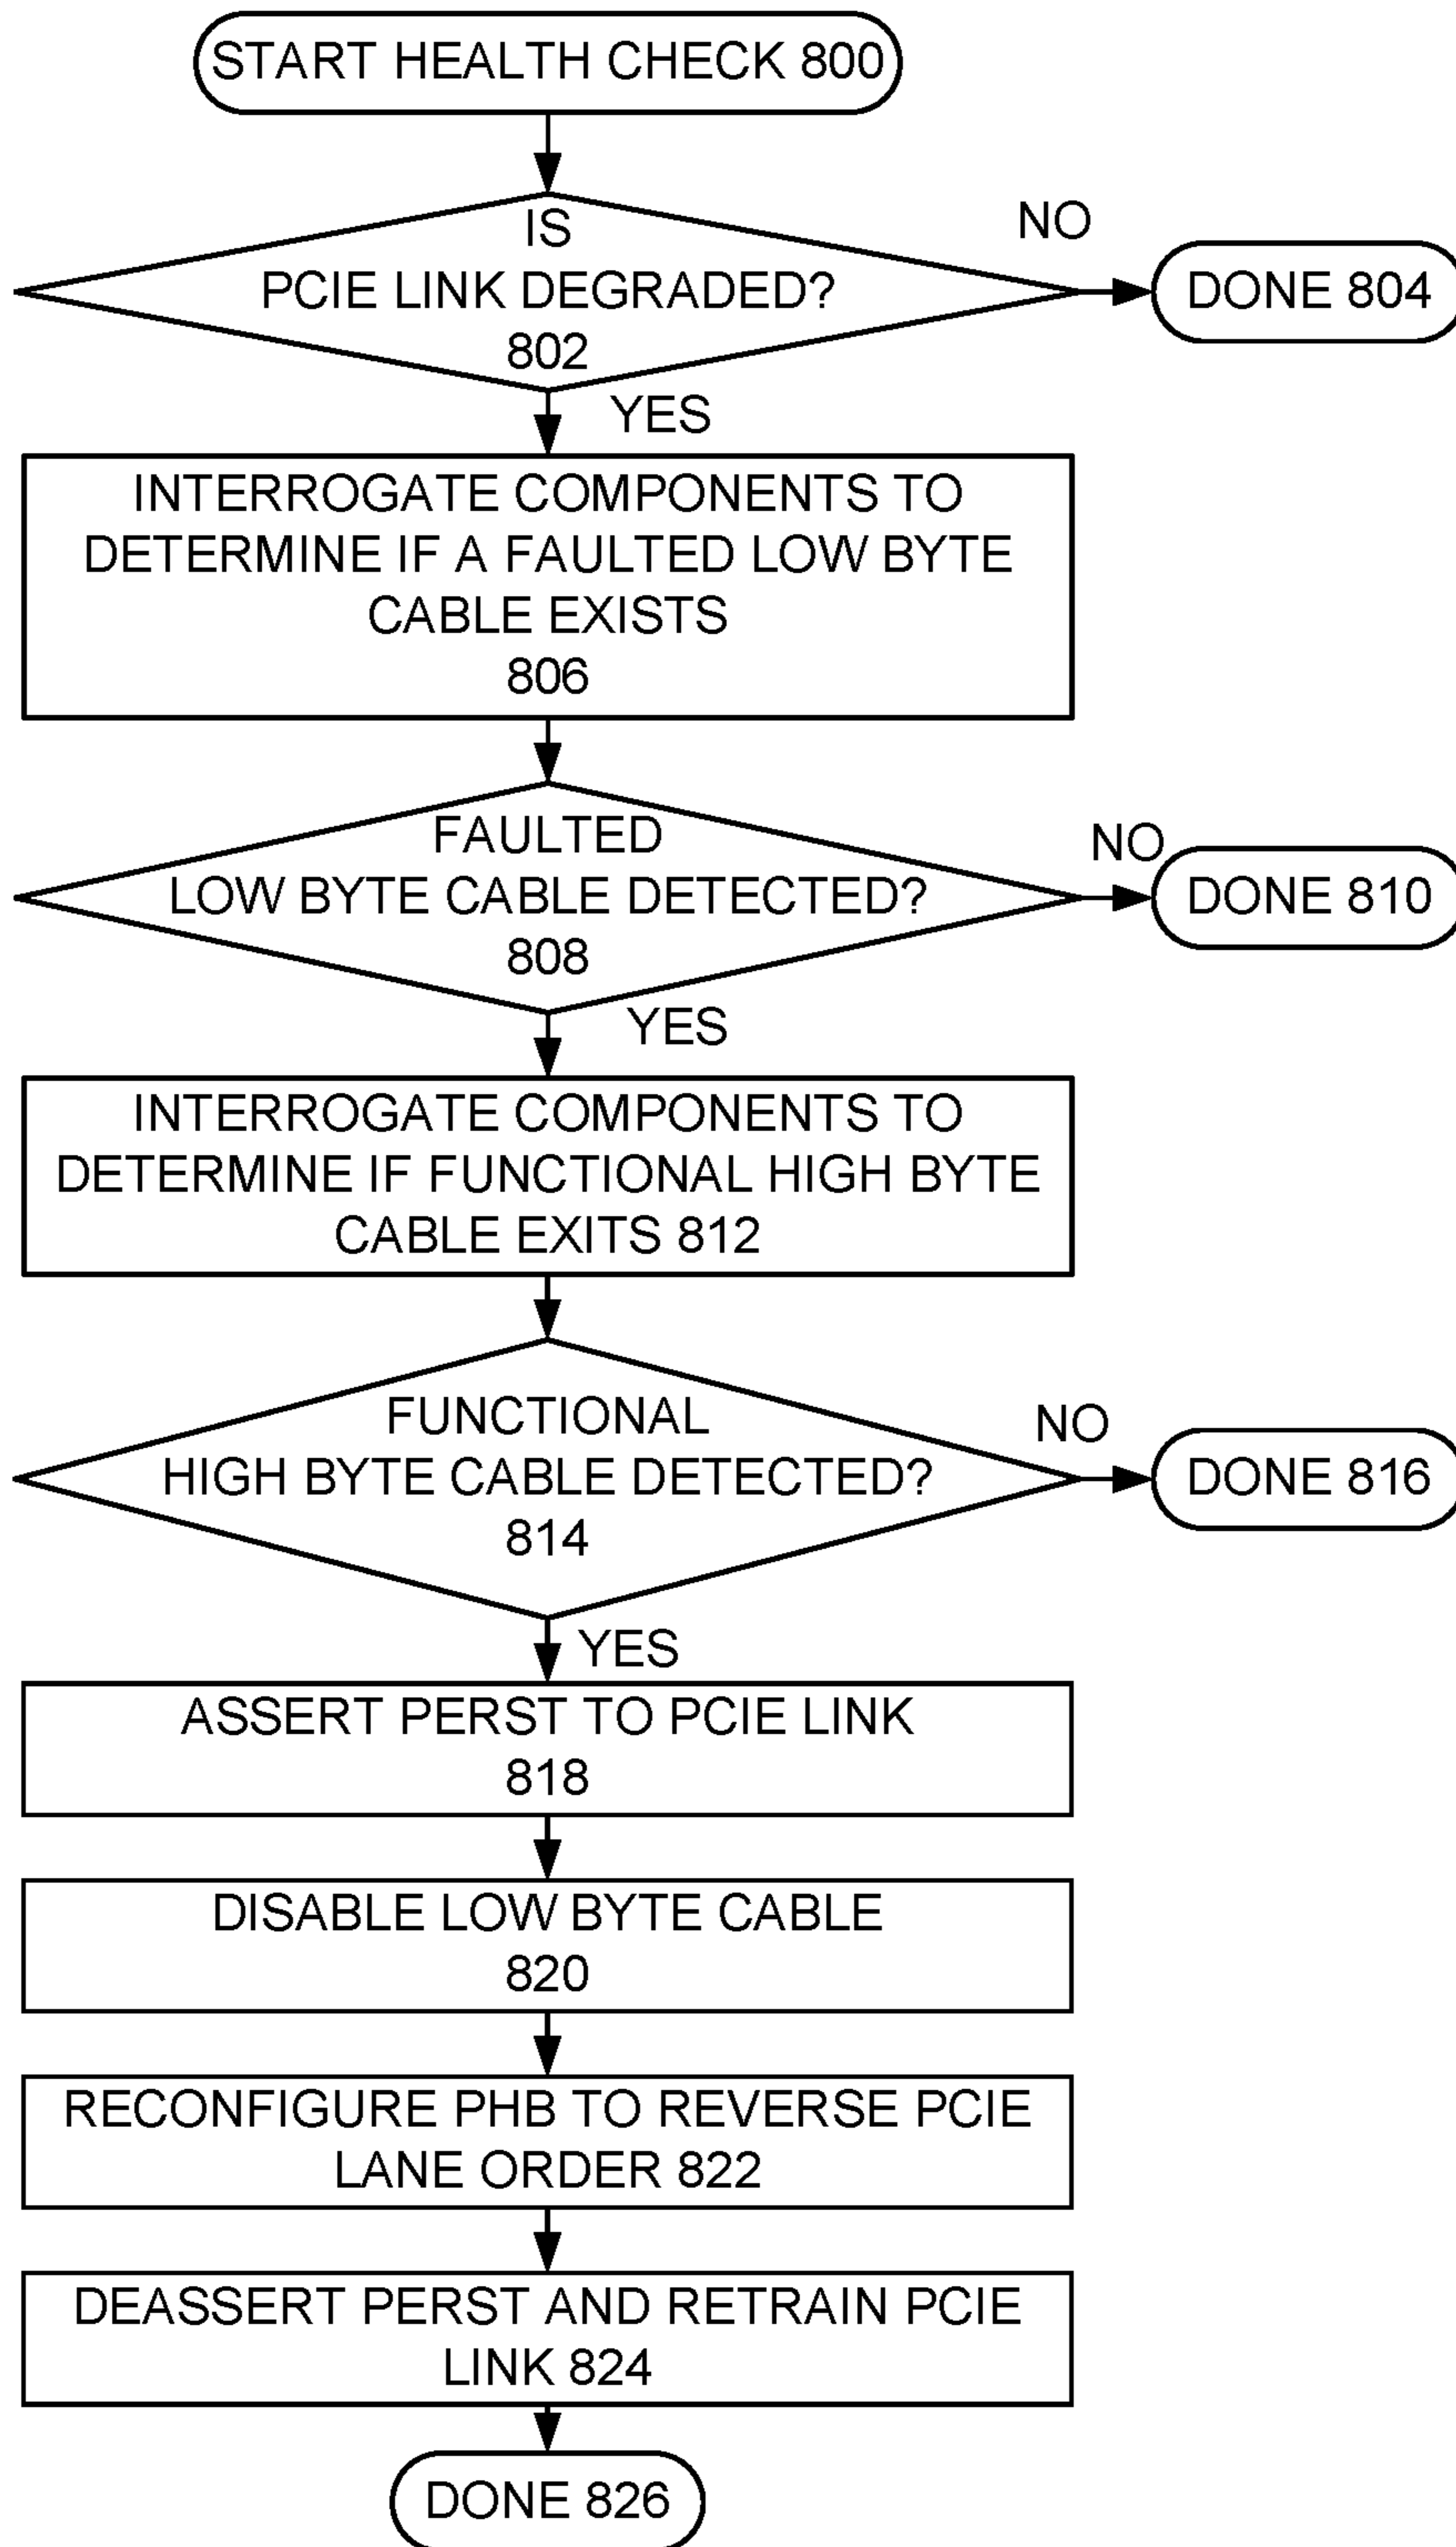 START HEALTH CHECK 800
IS
PCIE LINK DEGRADED?
802
NO
DONE 804
YES
INTERROGATE COMPONENTS TO
DETERMINE IF A FAULTED LOW BYTE
CABLE EXISTS
806
FAULTED
LOW BYTE CABLE DETECTED?
808
NO
DONE 810
YES
INTERROGATE COMPONENTS TO
DETERMINE IF FUNCTIONAL HIGH BYTE
CABLE EXITS 812
FUNCTIONAL
HIGH BYTE CABLE DETECTED?
814
NO
DONE 816
YES
ASSERT PERST TO PCIE LINK
818
DISABLE LOW BYTE CABLE
820
RECONFIGURE PHB TO REVERSE PCIE
LANE ORDER 822
DEASSERT PERST AND RETRAIN PCIE
LINK 824
DONE 826